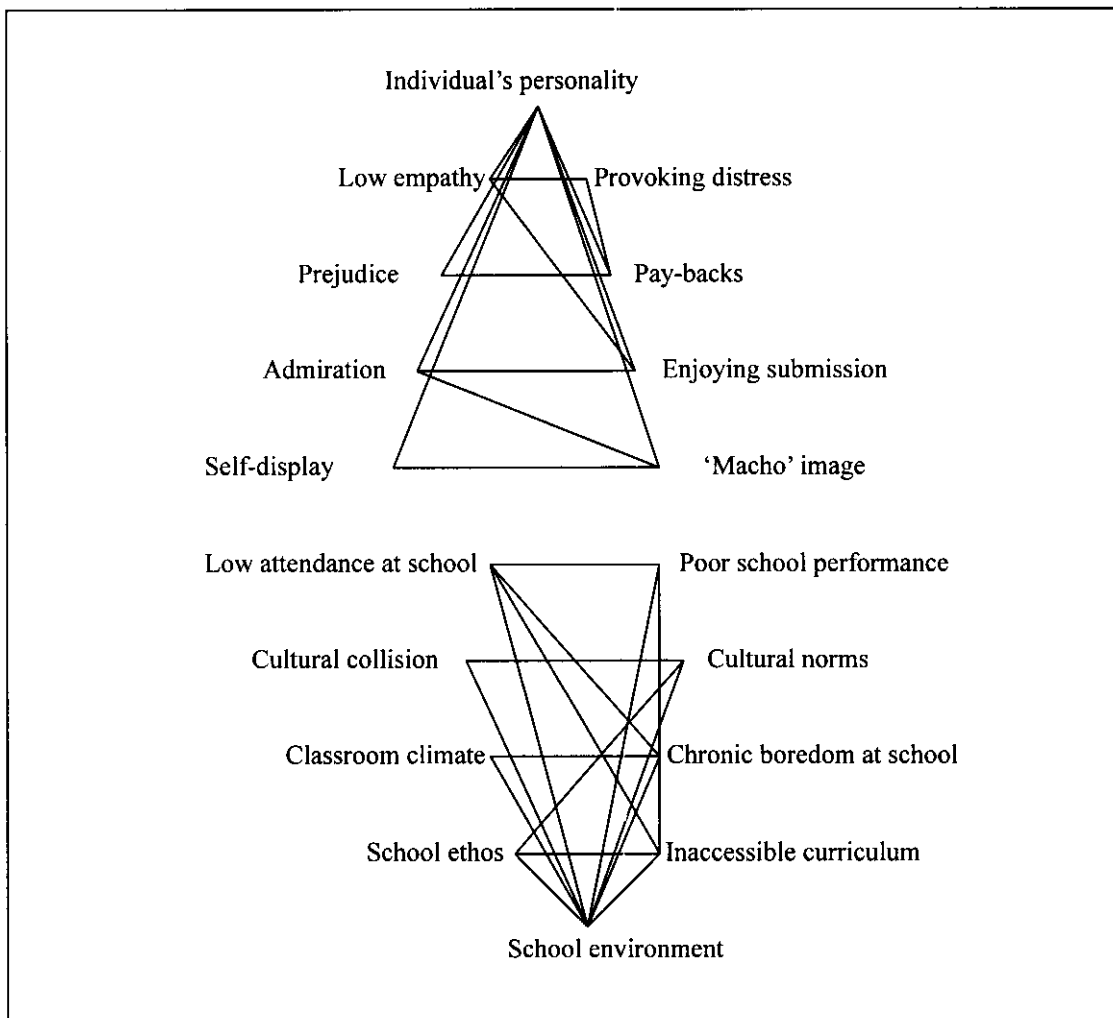 Individual's personality
Low empathy
Provoking distress
Prejudice
Pay-backs
Admiration
Enjoying submission
Self-display
‘Macho’ image
Low attendance at school
Poor school performance
Cultural collision
Cultural norms
Classroom climate
Chronic boredom at school
School ethos
Inaccessible curriculum
School environment